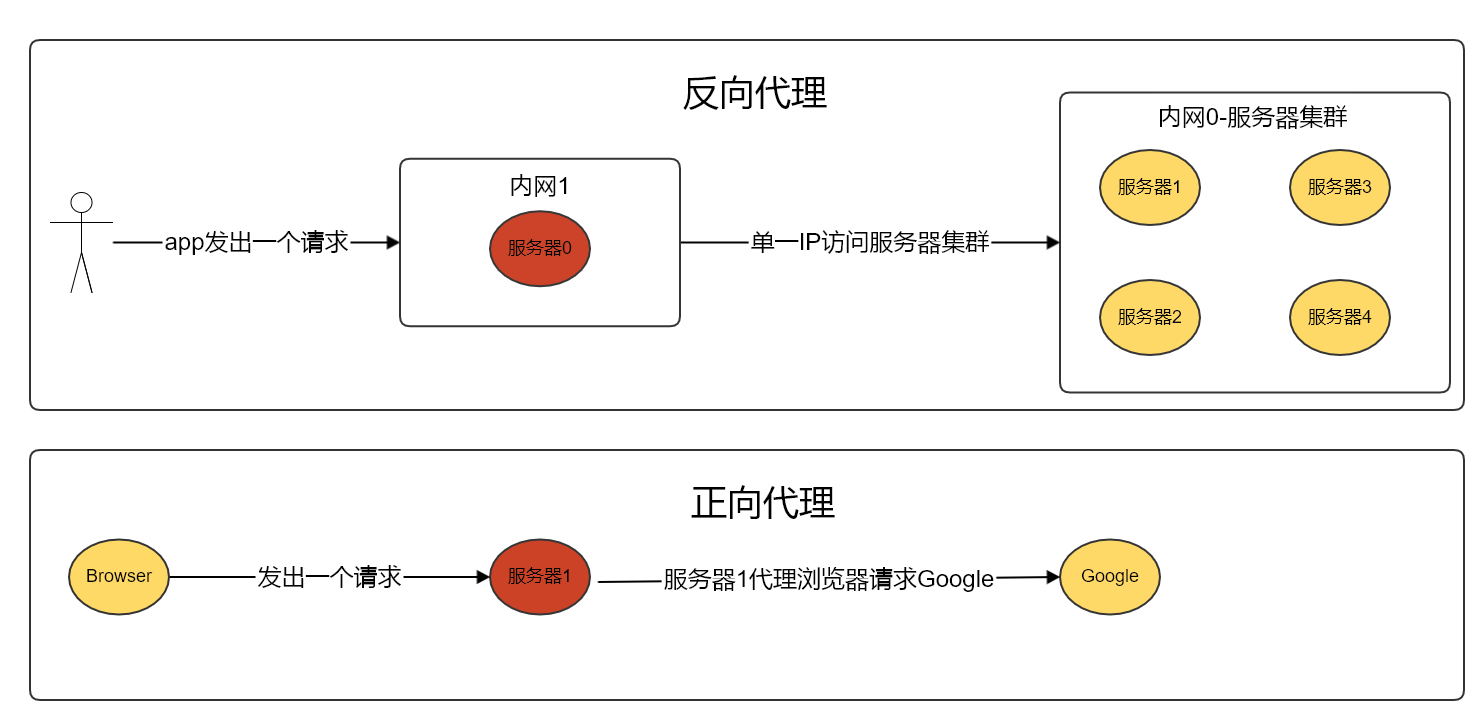 反向代理
内网0-服务器集群
服务器1
服务器3
内网1
服务器0
app发出一个请求
单一IP访问服务器集群
服务器2
服务器4
正向代理
Browser
发出一个请求
服务器1
服务器1代理浏览器请求Google
Google